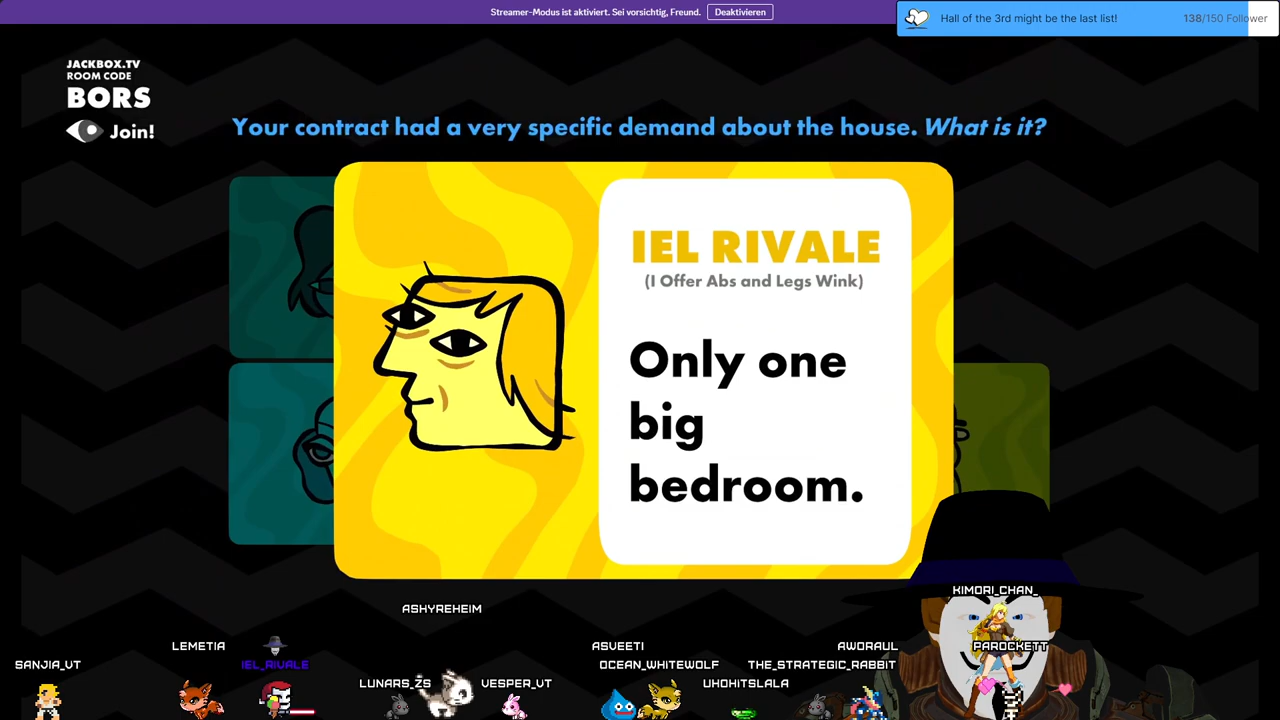 Streamer-Modus ist aktiviert. Sei vorsichtig, Freund. Deaktivieren
Hall of the 3rd might be the last list! 138/150 Follower
JACKBOX.TV
ROOM CODE
BORS
Join!
Your contract had a very specific demand about the house. What is it?
IEL RIVALE
(I Offer Abs and Legs Wink)
Only one
big
bedroom.
KIMORI_CHAN_
ASHYREHEIM
LEMETIA
ASVEETI
AWORAUL
PAROCKETT
SANJIA_VT
IEL_RIVALE
OCEAN_WHITEWOLF
THE_STRATEGIC_RABBIT
LUNARS_ZS
VESPER_VT
UHOHITSLALA